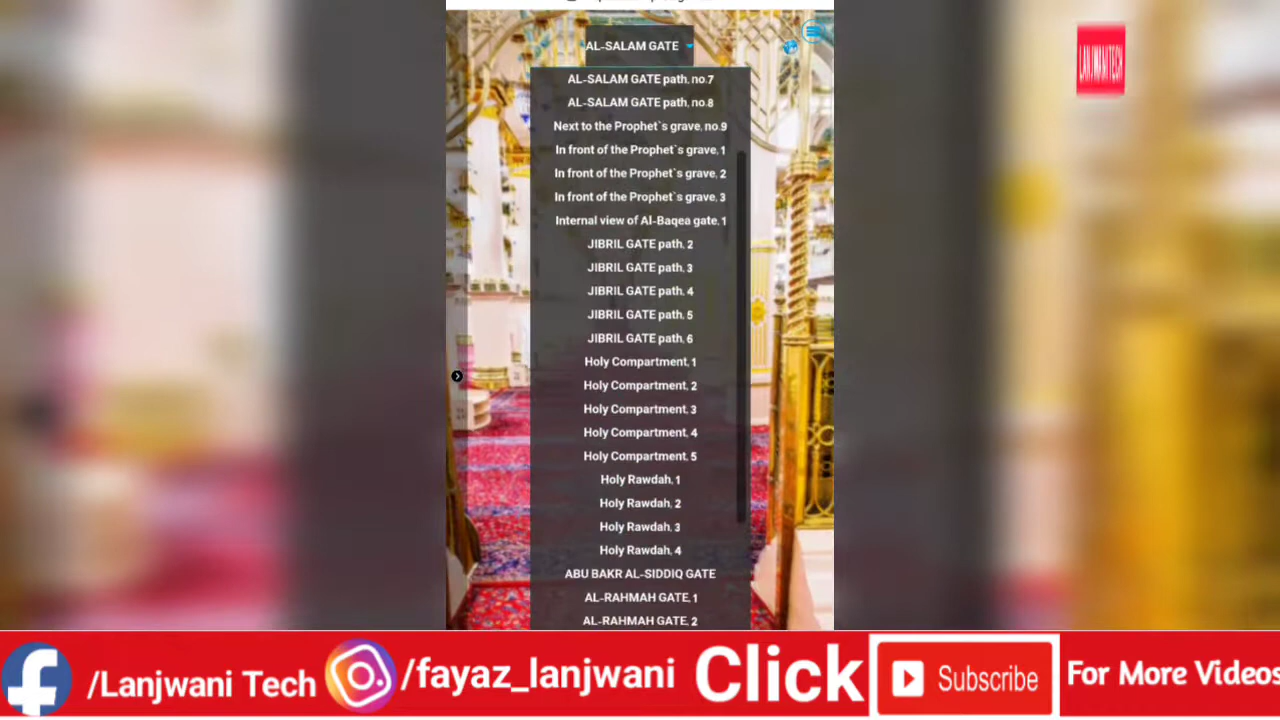 AL-SALAM GATE
LANJWANI TECH
AL-SALAM GATE path, no.7
AL-SALAM GATE path, no.8
Next to the Prophet`s grave, no.9
In front of the Prophet`s grave, 1
In front of the Prophet`s grave, 2
In front of the Prophet`s grave, 3
Internal view of Al-Baqea gate, 1
JIBRIL GATE path, 2
JIBRIL GATE path, 3
JIBRIL GATE path, 4
JIBRIL GATE path, 5
JIBRIL GATE path, 6
Holy Compartment, 1
Holy Compartment, 2
Holy Compartment, 3
Holy Compartment, 4
Holy Compartment, 5
Holy Rawdah, 1
Holy Rawdah, 2
Holy Rawdah, 3
Holy Rawdah, 4
ABU BAKR AL-SIDDIQ GATE
AL-RAHMAH GATE, 1
AL-RAHMAH GATE, 2
/Lanjwani Tech /fayaz_lanjwani Click Subscribe For More Videos